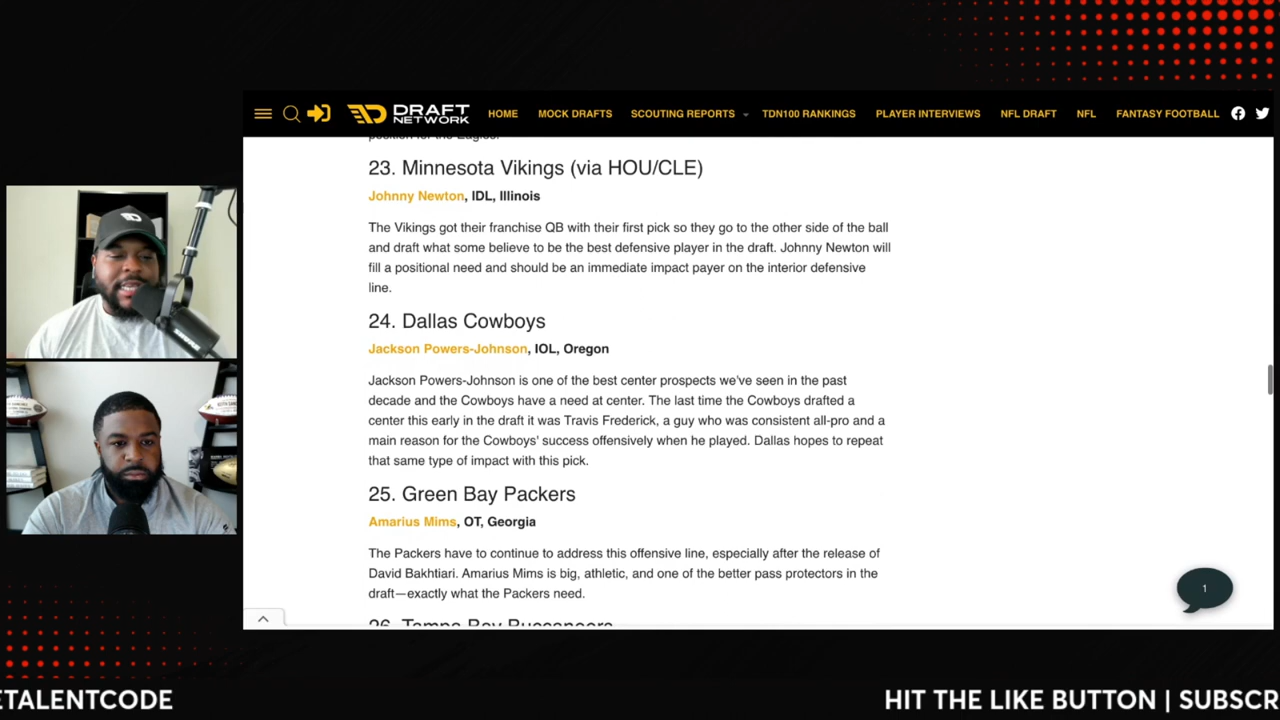 DRAFT
NETWORK
HOME
MOCK DRAFTS
SCOUTING REPORTS
TDN100 RANKINGS
PLAYER INTERVIEWS
NFL DRAFT
NFL
FANTASY FOOTBALL
position for the Eagles.
23. Minnesota Vikings (via HOU/CLE)
Johnny Newton, IDL, Illinois
The Vikings got their franchise QB with their first pick so they go to the other side of the ball
and draft what some believe to be the best defensive player in the draft. Johnny Newton will
fill a positional need and should be an immediate impact payer on the interior defensive
line.
24. Dallas Cowboys
Jackson Powers-Johnson, IOL, Oregon
Jackson Powers-Johnson is one of the best center prospects we've seen in the past
decade and the Cowboys have a need at center. The last time the Cowboys drafted a
center this early in the draft it was Travis Frederick, a guy who was consistent all-pro and a
main reason for the Cowboys' success offensively when he played. Dallas hopes to repeat
that same type of impact with this pick.
25. Green Bay Packers
Amarius Mims, OT, Georgia
The Packers have to continue to address this offensive line, especially after the release of
David Bakhtiari. Amarius Mims is big, athletic, and one of the better pass protectors in the
draft—exactly what the Packers need.
26. Tampa Bay Buccaneers
1
ETALENTCODE
HIT THE LIKE BUTTON | SUBSCR